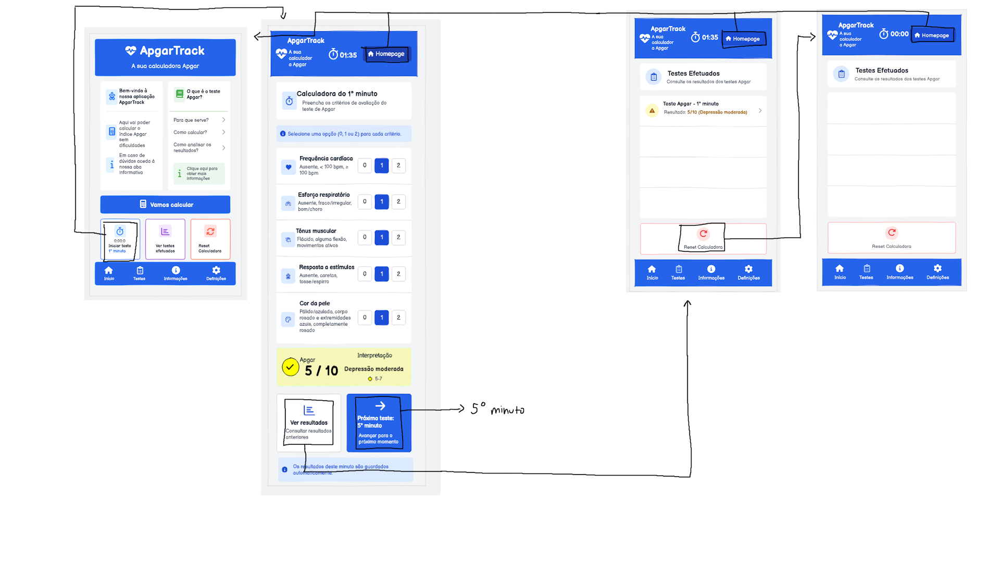 ApgarTrack
A sua calculadora Apgar
Bem-vindo à
nossa aplicação
ApgarTrack
Aqui vai poder
calcular o
índice Apgar
sem
dificuldades
Em caso de
dúvidas aceda à
nossa aba
informativa
O que é o teste
Apgar?
Para que serve?
Como calcular?
Como analisar os
resultados?
Clique aqui para
obter mais
informações
Vamos calcular
0:00:0
Iniciar teste
1º minuto
Ver testes
efetuados
Reset
Calculadora
Início
Testes
Informações
Definições
ApgarTrack
A sua
calculador
a Apgar
01:35
Homepage
Calculadora do 1º minuto
Preencha os critérios de avaliação do
teste de Apgar
Selecione uma opção (0, 1 ou 2) para cada critério.
Frequência cardíaca
Ausente, < 100 bpm, ≥
100 bpm
0 1 2
Esforço respiratório
Ausente, fraco/irregular,
bom/choro
0 1 2
Tónus muscular
Flácido, alguma flexão,
movimentos ativos
0 1 2
Resposta a estímulos
Ausente, caretas,
tosse/espirro
0 1 2
Cor da pele
Pálido/azulada, corpo
rosado e extremidades
azuis, completamente
rosado
0 1 2
Apgar
5 / 10
Interpretação
Depressão moderada
5-7
Ver resultados
Consultar resultados
anteriores
Próximo teste:
5º minuto
Avançar para o
próximo momento
Os resultados deste minuto são guardados
automaticamente.
5º minuto
ApgarTrack
A sua
calculador
a Apgar
01:35
Homepage
Testes Efetuados
Consulte os resultados dos testes Apgar
Teste Apgar - 1º minuto
Resultado: 5/10 (Depressão moderada)
Reset Calculadora
Início
Testes
Informações
Definições
ApgarTrack
A sua
calculador
a Apgar
00:00
Homepage
Testes Efetuados
Consulte os resultados dos testes Apgar
Reset Calculadora
Início
Testes
Informações
Definições